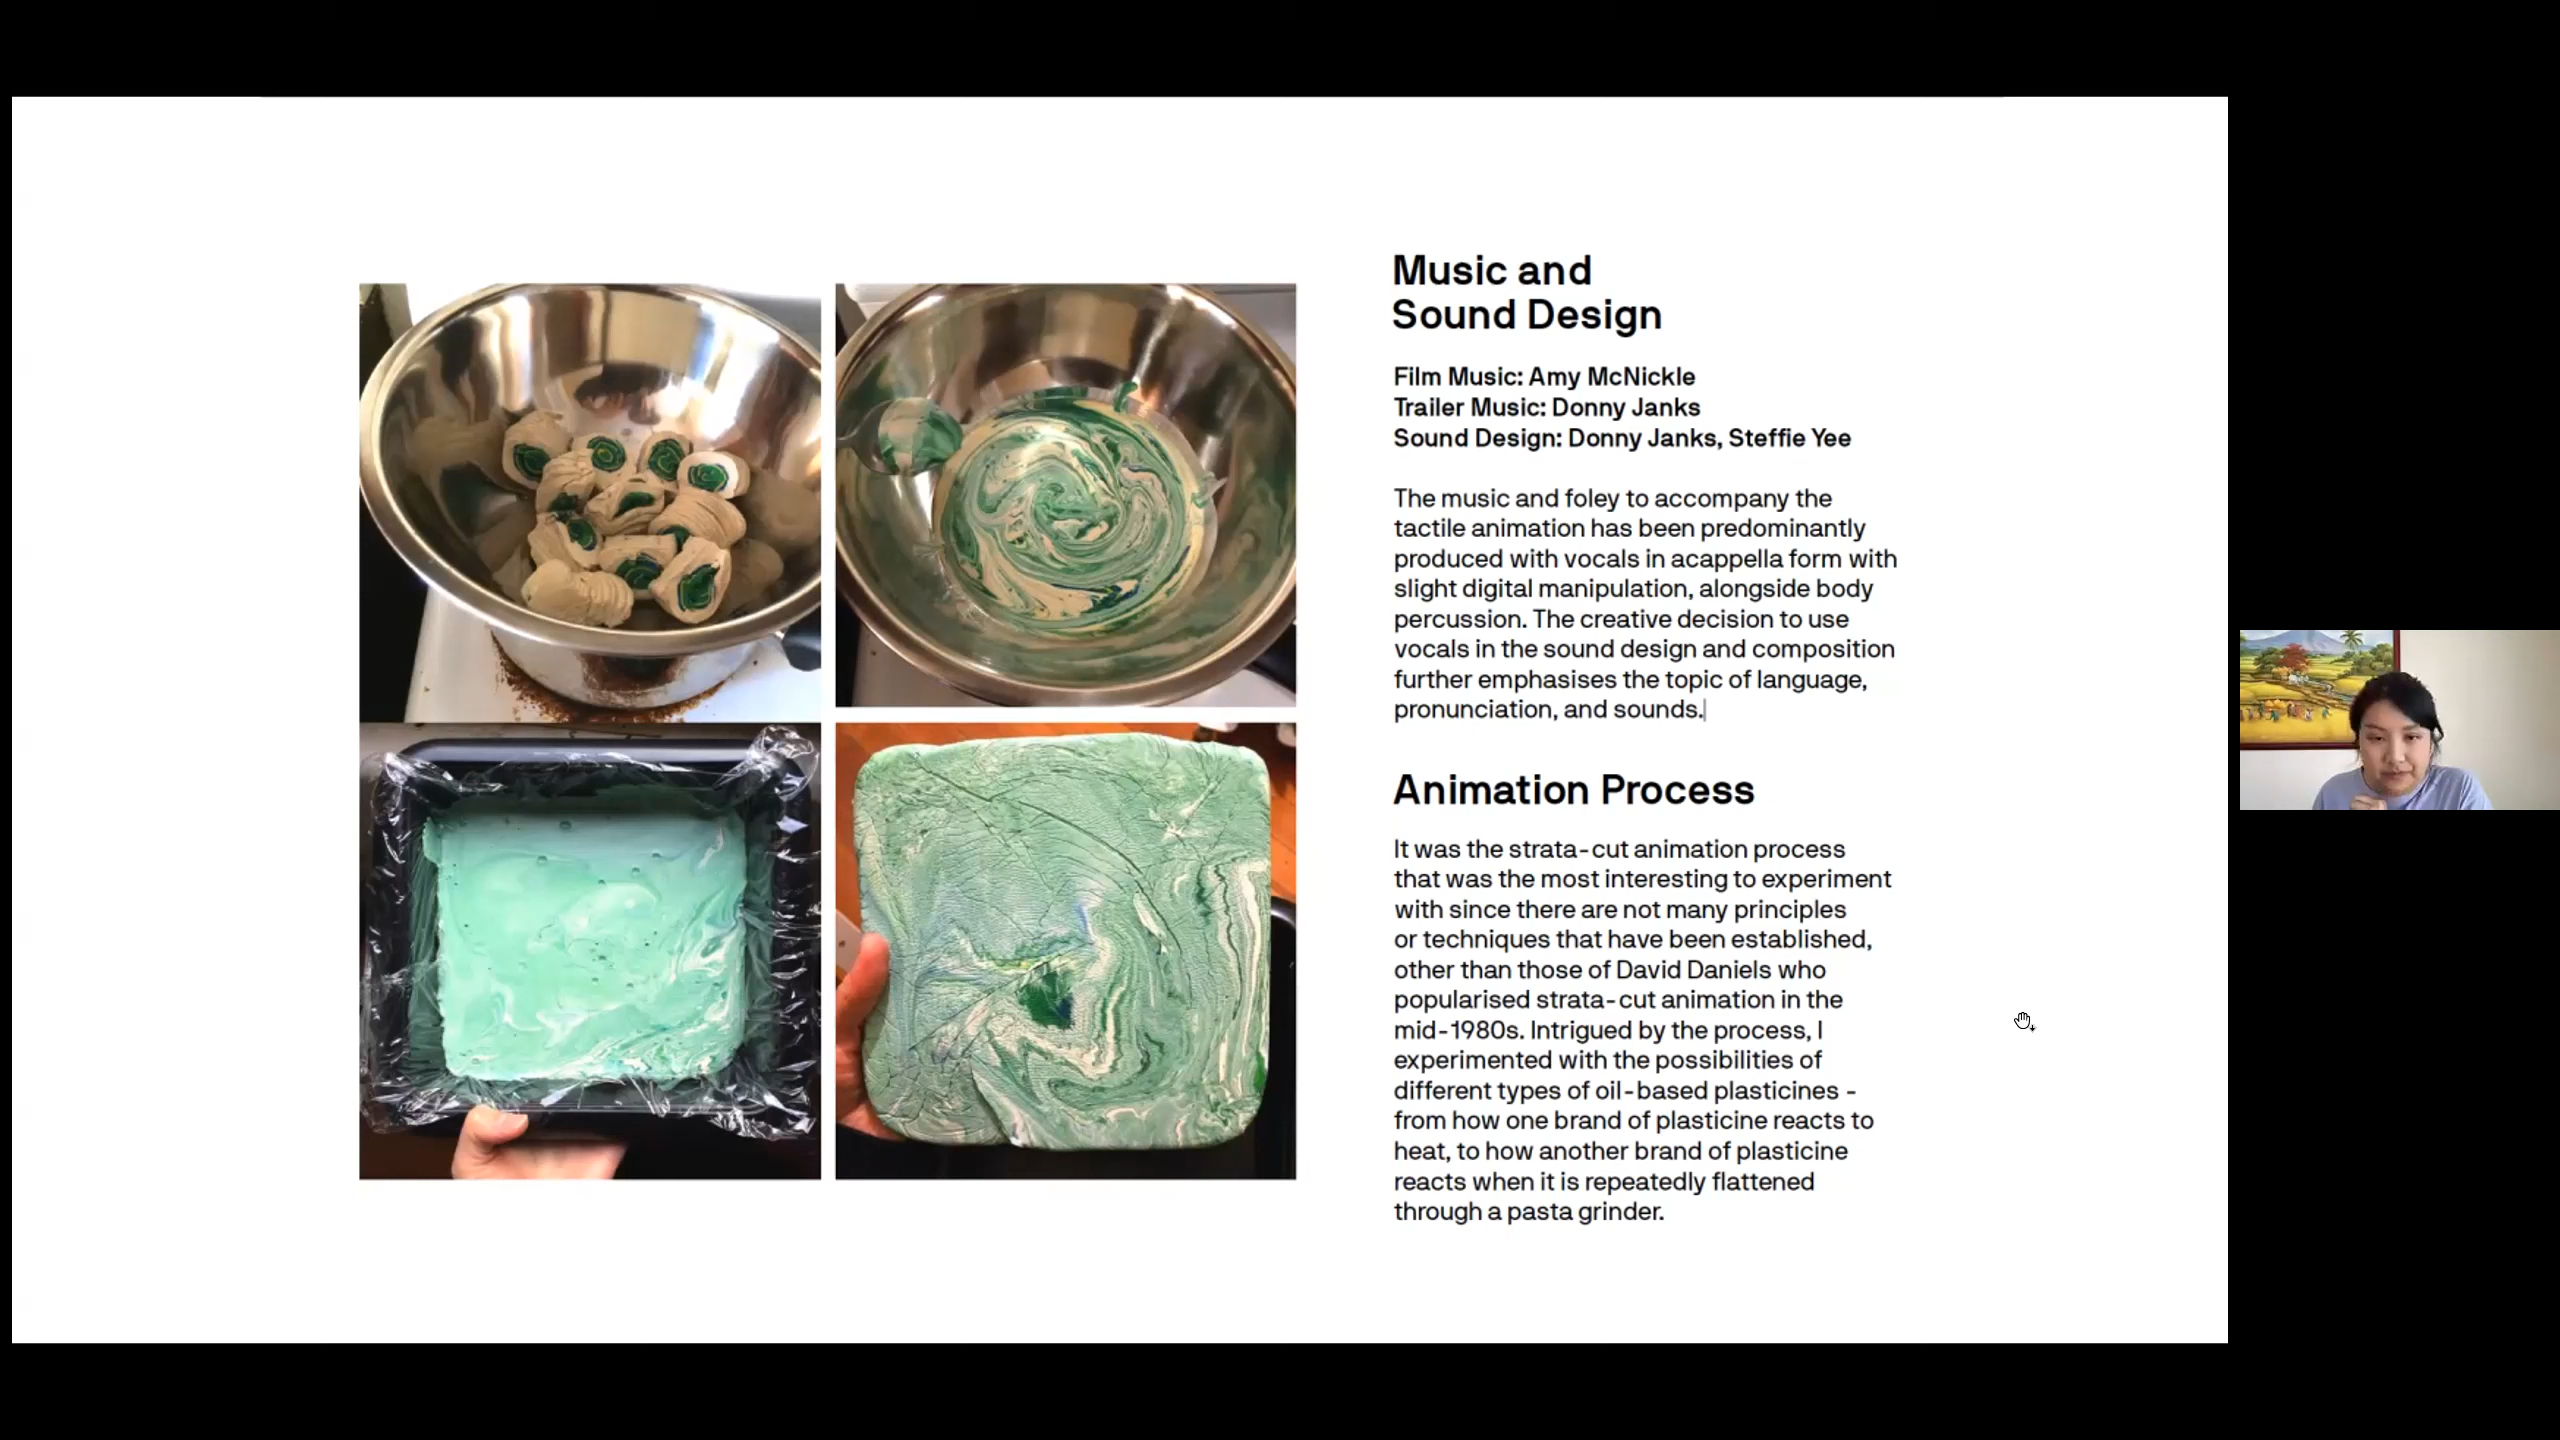 Music and
Sound Design
Film Music: Amy McNickle
Trailer Music: Donny Janks
Sound Design: Donny Janks, Steffie Yee
The music and foley to accompany the
tactile animation has been predominantly
produced with vocals in acappella form with
slight digital manipulation, alongside body
percussion. The creative decision to use
vocals in the sound design and composition
further emphasises the topic of language,
pronunciation, and sounds.
Animation Process
It was the strata-cut animation process
that was the most interesting to experiment
with since there are not many principles
or techniques that have been established,
other than those of David Daniels who
popularised strata-cut animation in the
mid-1980s. Intrigued by the process, I
experimented with the possibilities of
different types of oil-based plasticines -
from how one brand of plasticine reacts to
heat, to how another brand of plasticine
reacts when it is repeatedly flattened
through a pasta grinder.